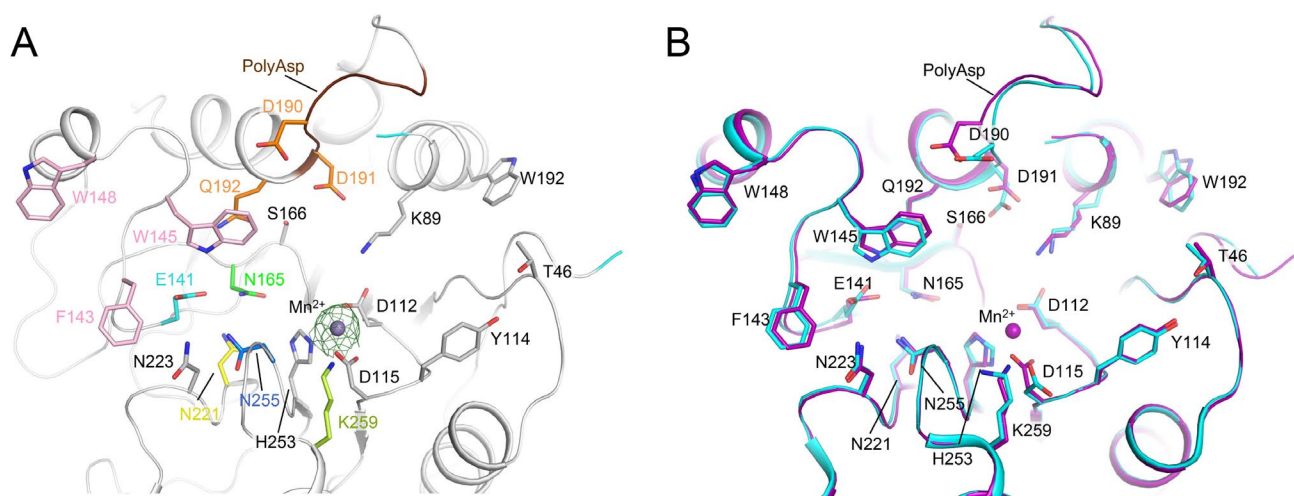 A
PolyAsp
D190
W148
Q192
D191
W192
S166
K89
W145
E141
N165
T46
Mn²⁺
D112
F143
Y114
N223
D115
N221
N255
K259
H253
B
PolyAsp
D190
W148
Q192
D191
W192
S166
K89
W145
T46
E141
N165
D112
Mn²⁺
F143
Y114
N223
D115
N255
N221
K259
H253